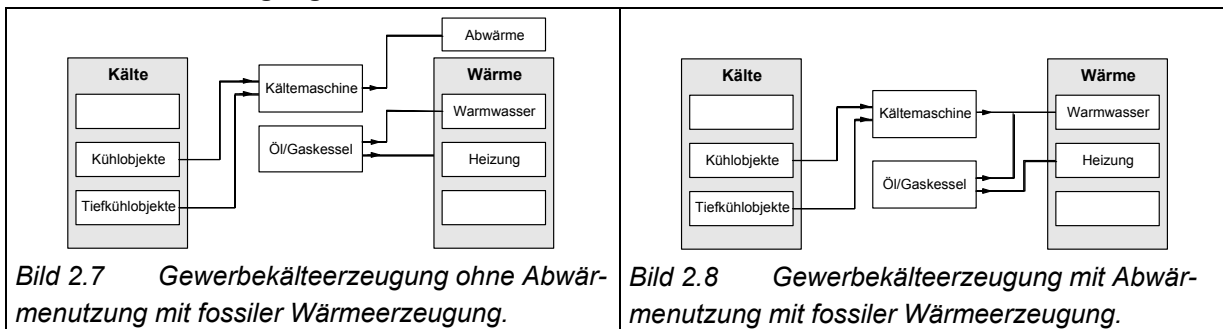 Abwärme
Kälte
Wärme
Kältemaschine
Warmwasser
Öl/Gaskessel
Kühlobjekte
Heizung
Tiefkühlobjekte
Bild 2.7 Gewerbekälteerzeugung ohne Abwär-
menutzung mit fossiler Wärmeerzeugung.
Kälte
Wärme
Kältemaschine
Warmwasser
Kühlobjekte
Heizung
Öl/Gaskessel
Tiefkühlobjekte
Bild 2.8 Gewerbekälteerzeugung mit Abwär-
menutzung mit fossiler Wärmeerzeugung.